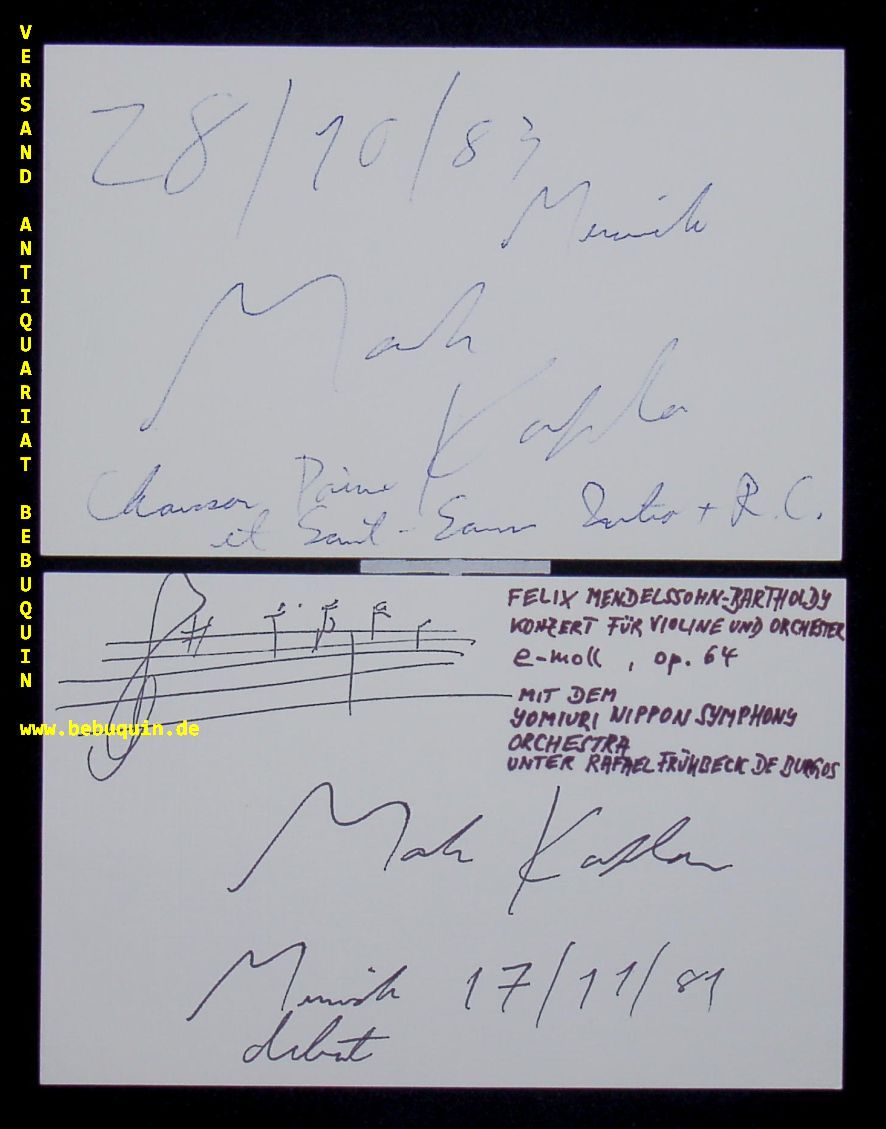 VERSAND ANTIQUARIAT BEBUQUIN
28/10/83
Munich
Mark
Kaplan
Chausson Poème
et Saint-Saens Intro + R.C.
FELIX MENDELSSOHN-BARTHOLDY
KONZERT FÜR VIOLINE UND ORCHESTER
e-moll, op. 64
MIT DEM
YOMIURI NIPPON SYMPHONY
ORCHESTRA
UNTER RAFAEL FRÜHBECK DE BURGOS
www.bebuquin.de
Mark Kaplan
Munich 17/11/81
debut